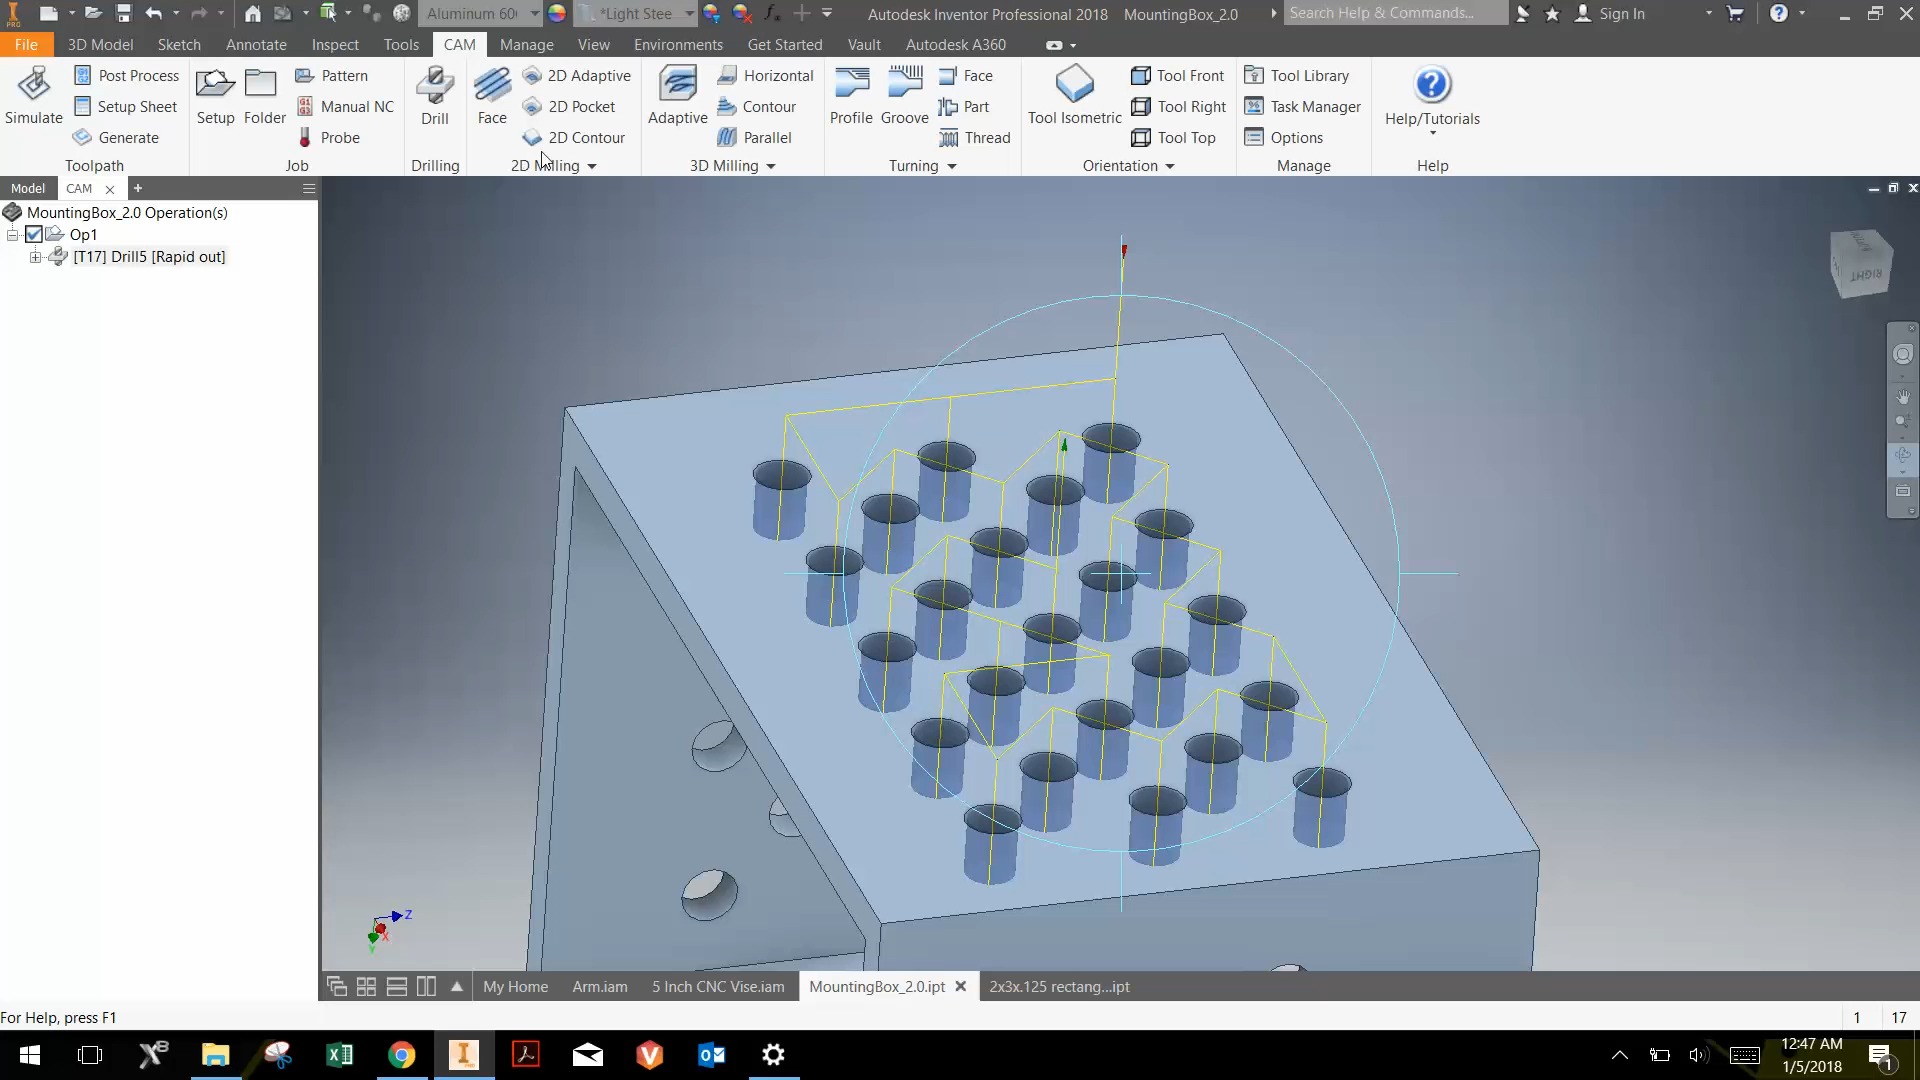 Aluminum 606
*Light Stee
Autodesk Inventor Professional 2018 MountingBox_2.0
Search Help & Commands...
Sign In
PRO
File 3D Model Sketch Annotate Inspect Tools CAM Manage View Environments Get Started Vault Autodesk A360
Simulate
Post Process
Setup Sheet
Generate
Toolpath
Setup
Folder
Pattern
Manual NC
Probe
Job
Drill
Drilling
Face
2D Adaptive
2D Pocket
2D Contour
2D Milling
Adaptive
Horizontal
Contour
Parallel
3D Milling
Profile
Groove
Face
Part
Thread
Turning
Tool Isometric
Tool Front
Tool Right
Tool Top
Orientation
Tool Library
Task Manager
Options
Manage
Help/Tutorials
Help
Model CAM
MountingBox_2.0 Operation(s)
Op1
[T17] Drill5 [Rapid out]
RIGHT
Z
X
Y
My Home Arm.iam 5 Inch CNC Vise.iam MountingBox_2.0.ipt 2x3x.125 rectang...ipt
For Help, press F1
1 17
12:47 AM
1/5/2018
1